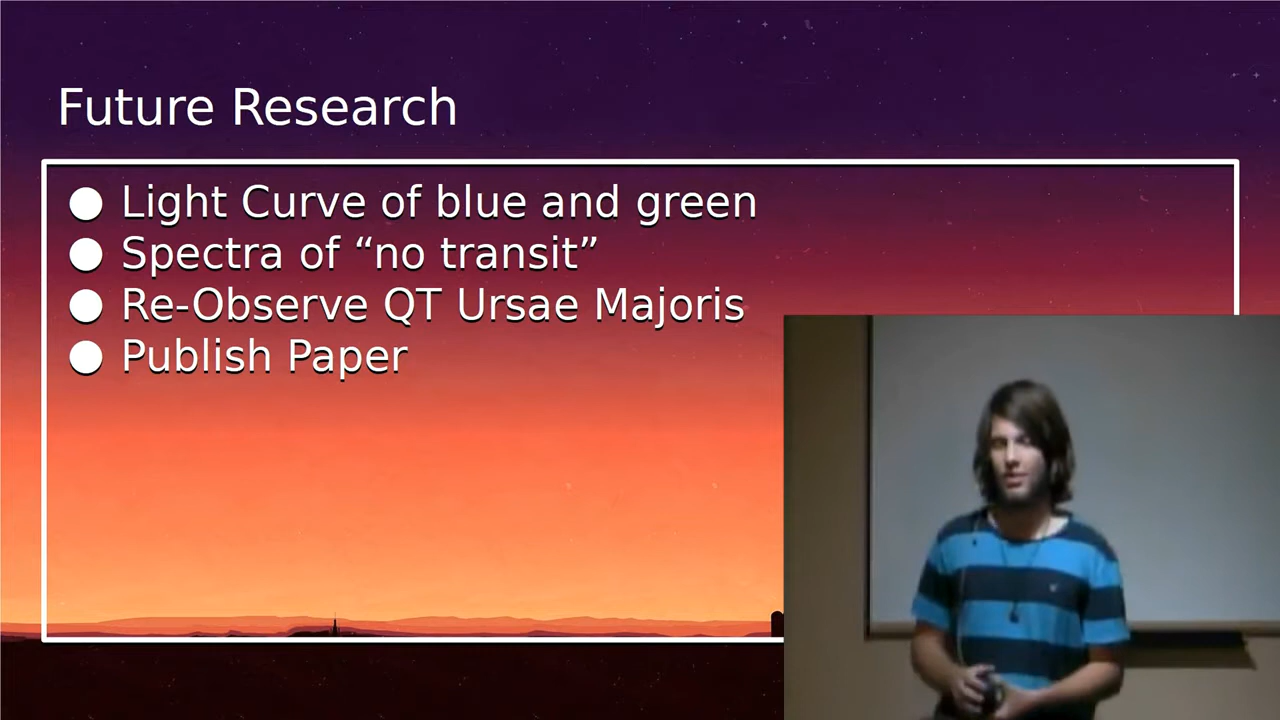 Future Research
● Light Curve of blue and green
● Spectra of “no transit”
● Re-Observe QT Ursae Majoris
● Publish Paper